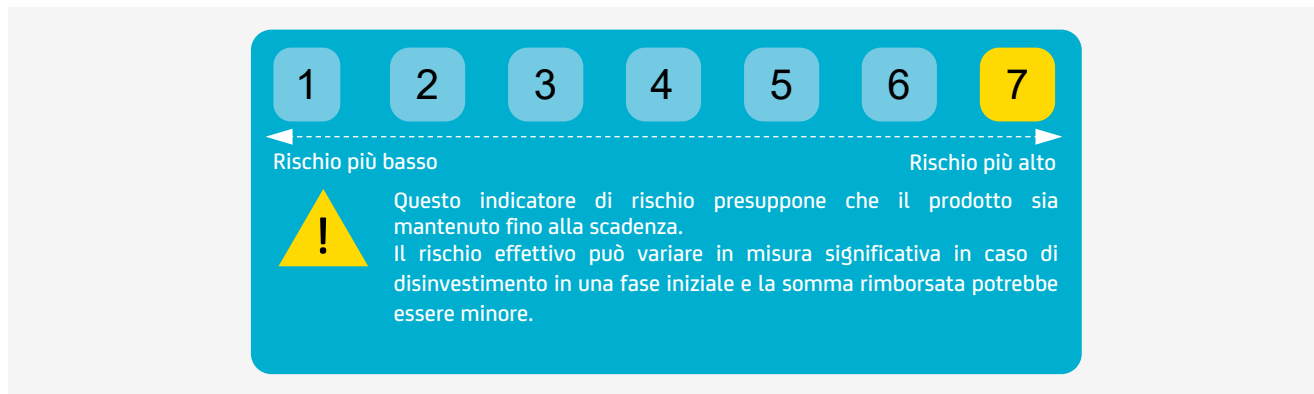 1 2 3 4 5 6 7
Rischio più basso Rischio più alto
!
Questo indicatore di rischio presuppone che il prodotto sia
mantenuto fino alla scadenza.
Il rischio effettivo può variare in misura significativa in caso di
disinvestimento in una fase iniziale e la somma rimborsata potrebbe
essere minore.